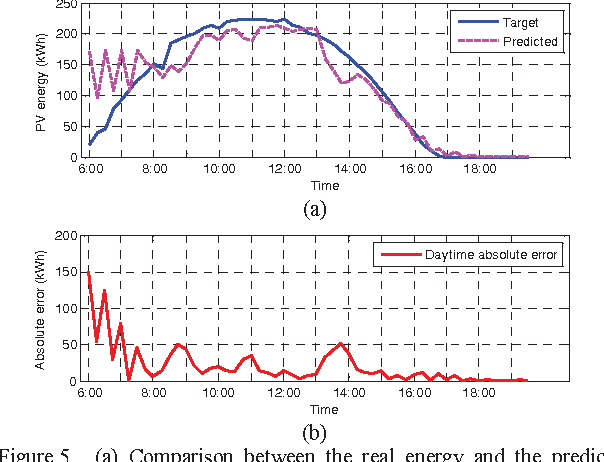 250
200
150
100
50
0
PV energy (kWh)
Target
Predicted
6:00 8:00 10:00 12:00 14:00 16:00 18:00
Time
(a)
200
150
100
50
0
Absolute error (kWh)
Daytime absolute error
6:00 8:00 10:00 12:00 14:00 16:00 18:00
Time
(b)
Figure 5. (a) Comparison between the real energy and the predic